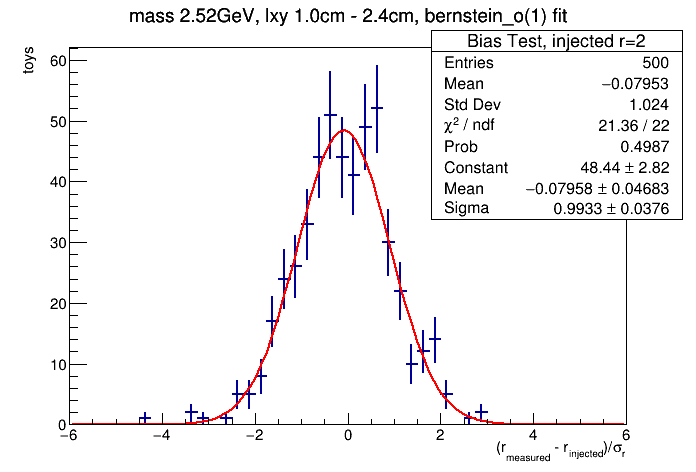 mass 2.52GeV, lxy 1.0cm - 2.4cm, bernstein_o(1) fit
toys
Bias Test, injected r=2
Entries 500
Mean −0.07953
Std Dev 1.024
χ² / ndf 21.36 / 22
Prob 0.4987
Constant 48.44 ± 2.82
Mean −0.07958 ± 0.04683
Sigma 0.9933 ± 0.0376
60
50
40
30
20
10
0
−6 −4 −2 0 2 4 6
(r_measured - r_injected)/σ_r